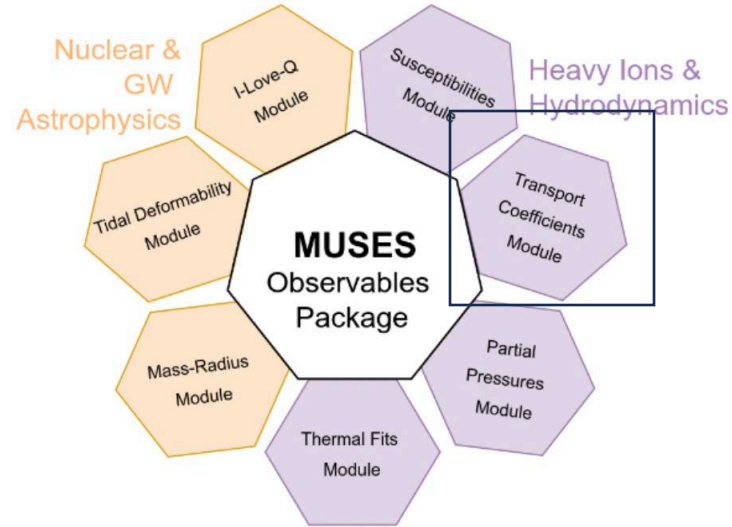 Nuclear &
GW
Astrophysics
I-Love-Q
Module
Susceptibilities
Module
Heavy Ions &
Hydrodynamics
Tidal Deformability
Module
Transport
Coefficients
Module
MUSES
Observables
Package
Mass-Radius
Module
Partial
Pressures
Module
Thermal Fits
Module